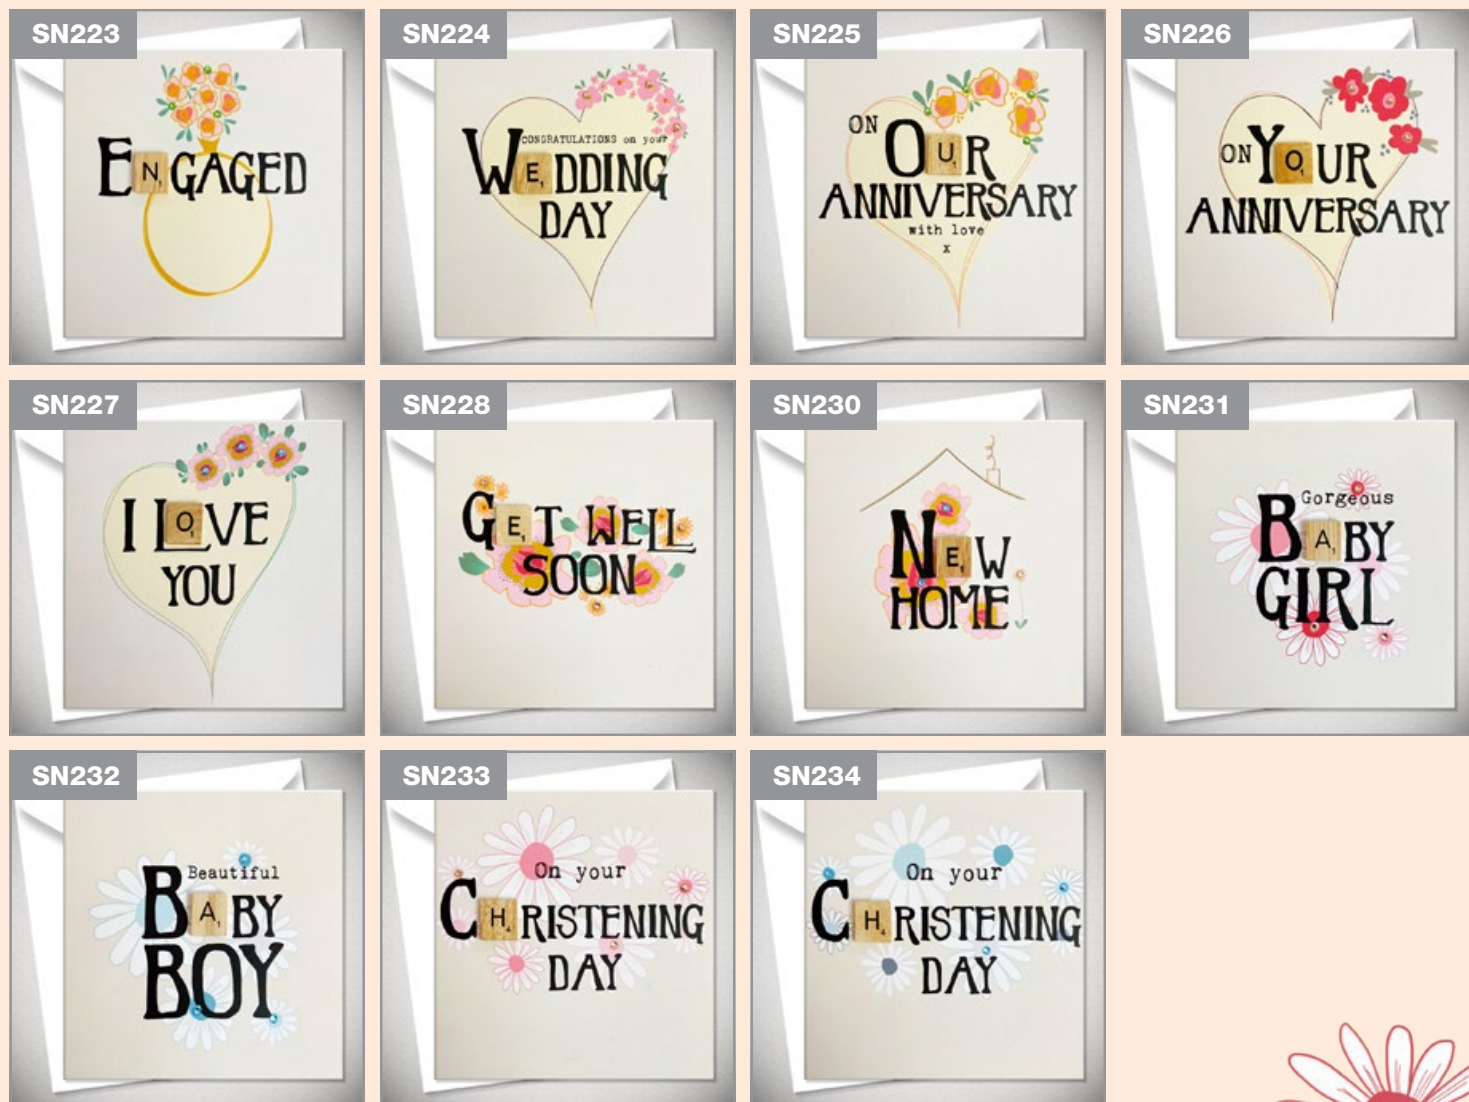 SN223
ENGAGED
SN224
CONGRATULATIONS on your
WEDDING
DAY
SN225
ON OUR
ANNIVERSARY
with love
x
SN226
ON YOUR
ANNIVERSARY
SN227
I LOVE
YOU
SN228
GET WELL
SOON
SN230
NEW
HOME
SN231
Gorgeous
BABY
GIRL
SN232
Beautiful
BABY
BOY
SN233
On your
CHRISTENING
DAY
SN234
On your
CHRISTENING
DAY